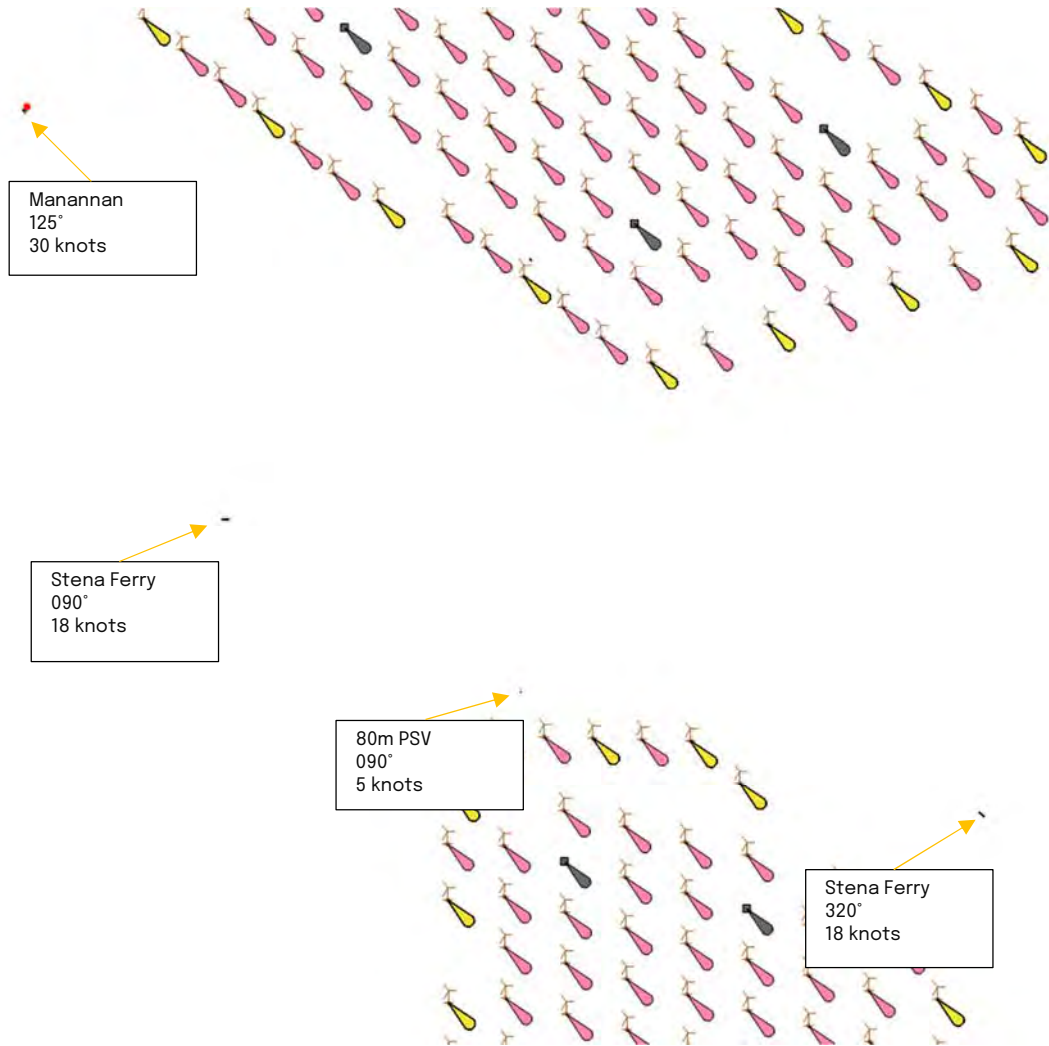 Manannan
125°
30 knots
Stena Ferry
090°
18 knots
80m PSV
090°
5 knots
Stena Ferry
320°
18 knots